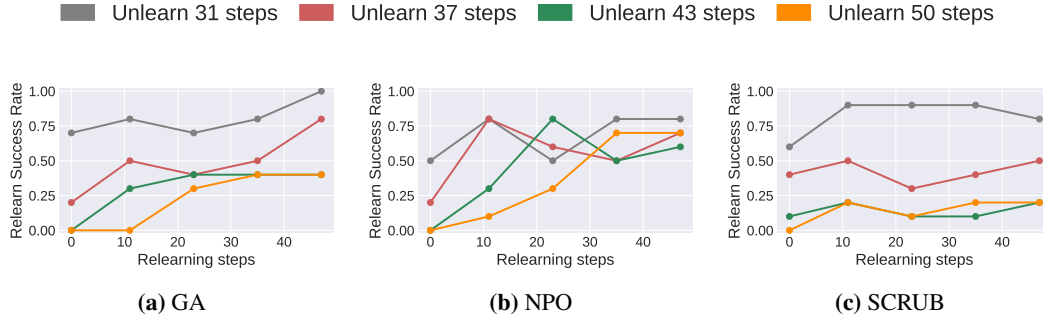 Unlearn 31 steps Unlearn 37 steps Unlearn 43 steps Unlearn 50 steps
Relearn Success Rate
1.00
0.75
0.50
0.25
0.00
0 10 20 30 40
Relearning steps
(a) GA
Relearn Success Rate
1.00
0.75
0.50
0.25
0.00
0 10 20 30 40
Relearning steps
(b) NPO
Relearn Success Rate
1.00
0.75
0.50
0.25
0.00
0 10 20 30 40
Relearning steps
(c) SCRUB